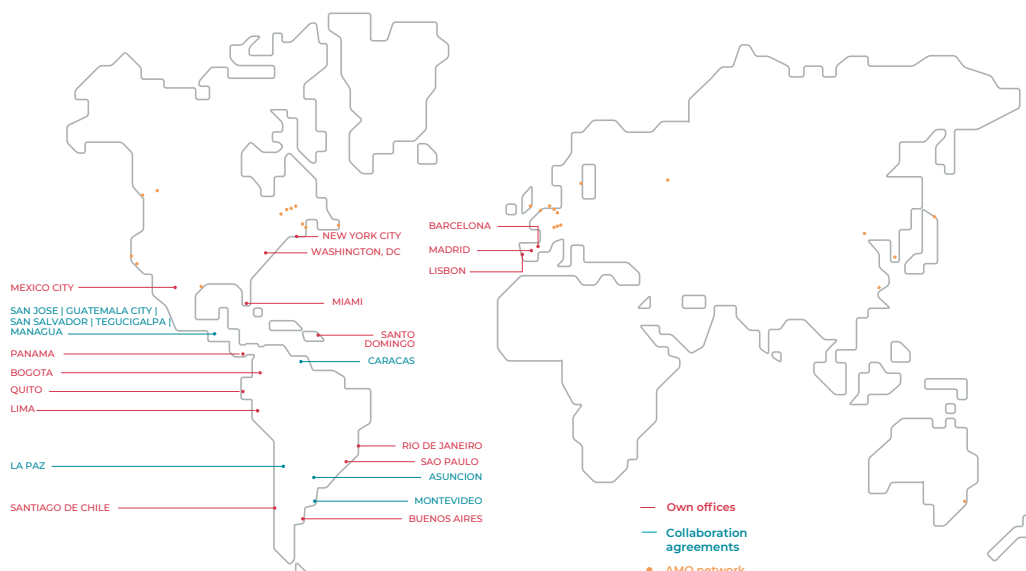 NEW YORK CITY
WASHINGTON, DC
MIAMI
SANTO
DOMINGO
CARACAS
MEXICO CITY
SAN JOSE | GUATEMALA CITY |
SAN SALVADOR | TEGUCIGALPA |
MANAGUA
PANAMA
BOGOTA
QUITO
LIMA
LA PAZ
SANTIAGO DE CHILE
RIO DE JANEIRO
SAO PAULO
ASUNCION
MONTEVIDEO
BUENOS AIRES
BARCELONA
MADRID
LISBON
Own offices
Collaboration
agreements
AMO network